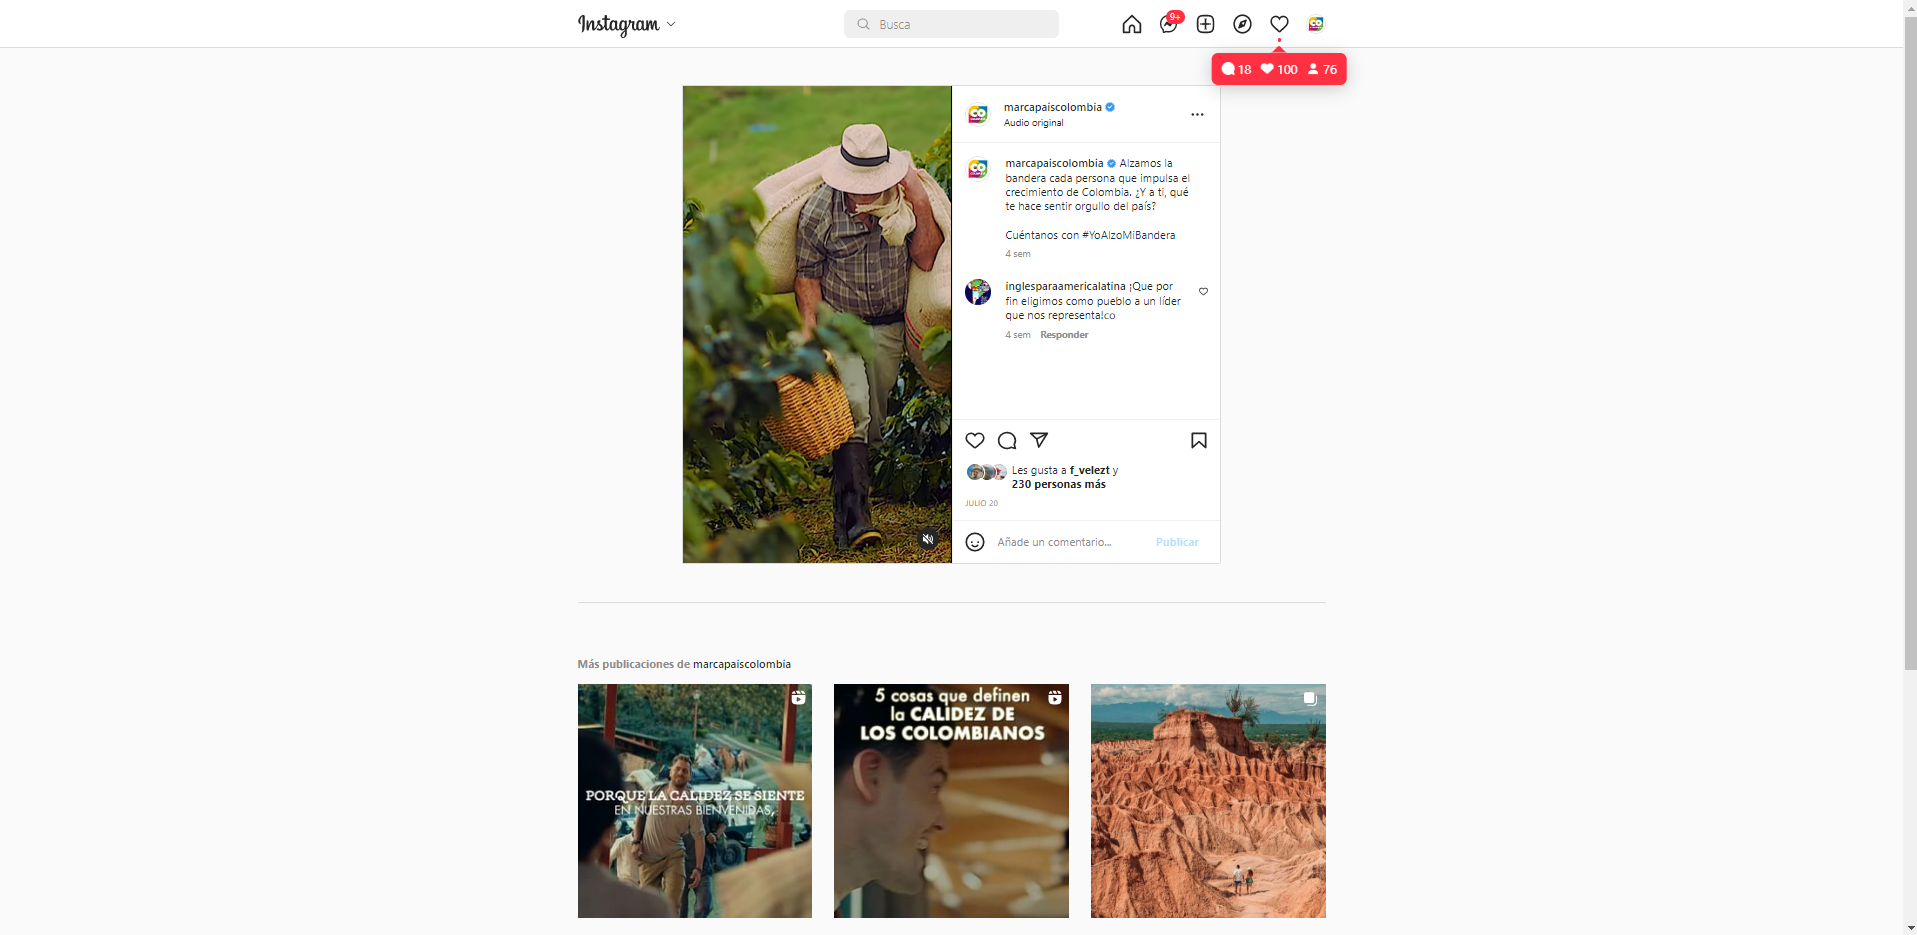 Instagram
Busca
9+
18 100 76
marcapaiscolombia
Audio original
marcapaiscolombia Alzamos la
bandera cada persona que impulsa el
crecimiento de Colombia. ¿Y a ti, qué
te hace sentir orgullo del país?
Cuéntanos con #YoAlzoMiBandera
4 sem
inglesparaamericalatina ¡Que por
fin eligimos como pueblo a un líder
que nos representa!co
4 sem Responder
Les gusta a f_velezt y
230 personas más
JULIO 20
Añade un comentario...
Publicar
Más publicaciones de marcapaiscolombia
PORQUE LA CALIDEZ SE SIENTE
EN NUESTRAS BIENVENIDAS,
5 cosas que definen
la CALIDEZ DE
LOS COLOMBIANOS